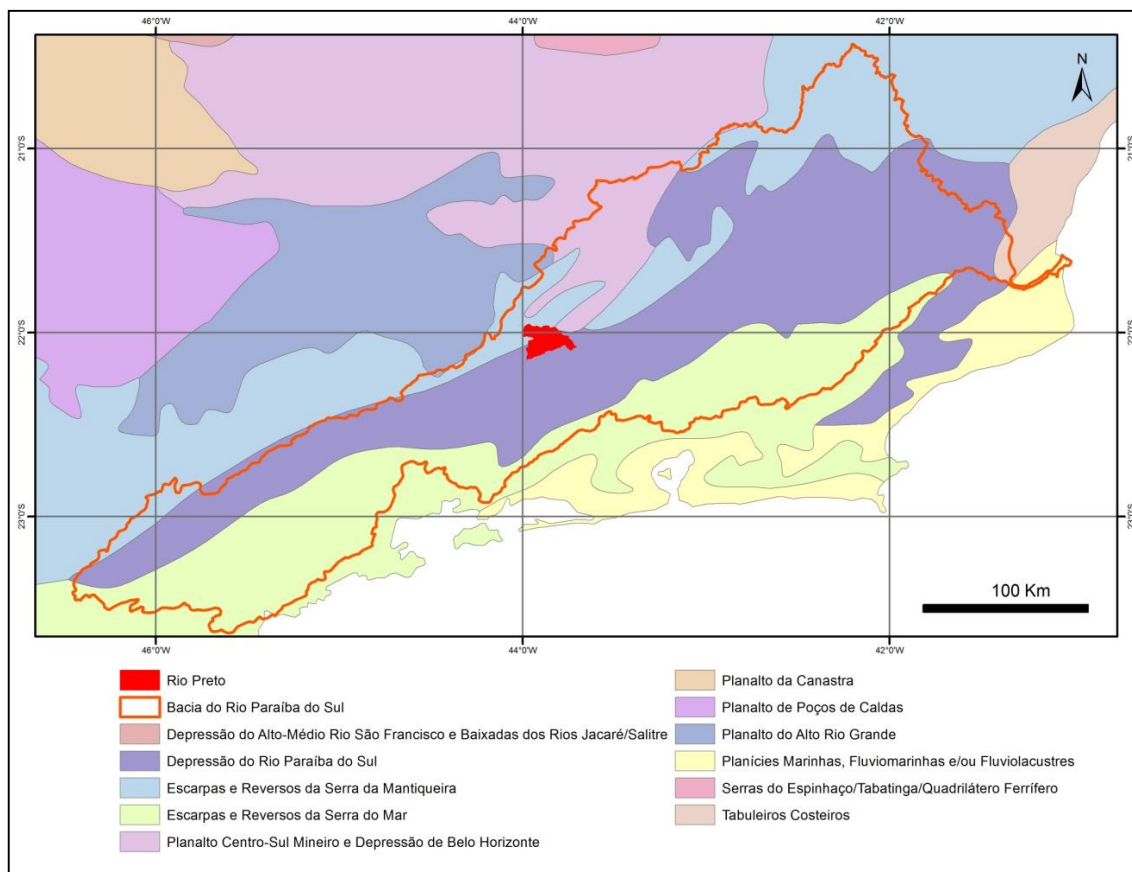 46°0'W 44°0'W 42°0'W
N
21°0'S 21°0'S
22°0'S 22°0'S
23°0'S 23°0'S
100 Km
46°0'W 44°0'W 42°0'W
Rio Preto
Bacia do Rio Paraíba do Sul
Depressão do Alto-Médio Rio São Francisco e Baixadas dos Rios Jacaré/Salitre
Depressão do Rio Paraíba do Sul
Escarpas e Reversos da Serra da Mantiqueira
Escarpas e Reversos da Serra do Mar
Planalto Centro-Sul Mineiro e Depressão de Belo Horizonte
Planalto da Canastra
Planalto de Poços de Caldas
Planalto do Alto Rio Grande
Planícies Marinhas, Fluviomarinhas e/ou Fluviolacustres
Serras do Espinhaço/Tabatinga/Quadrilátero Ferrífero
Tabuleiros Costeiros